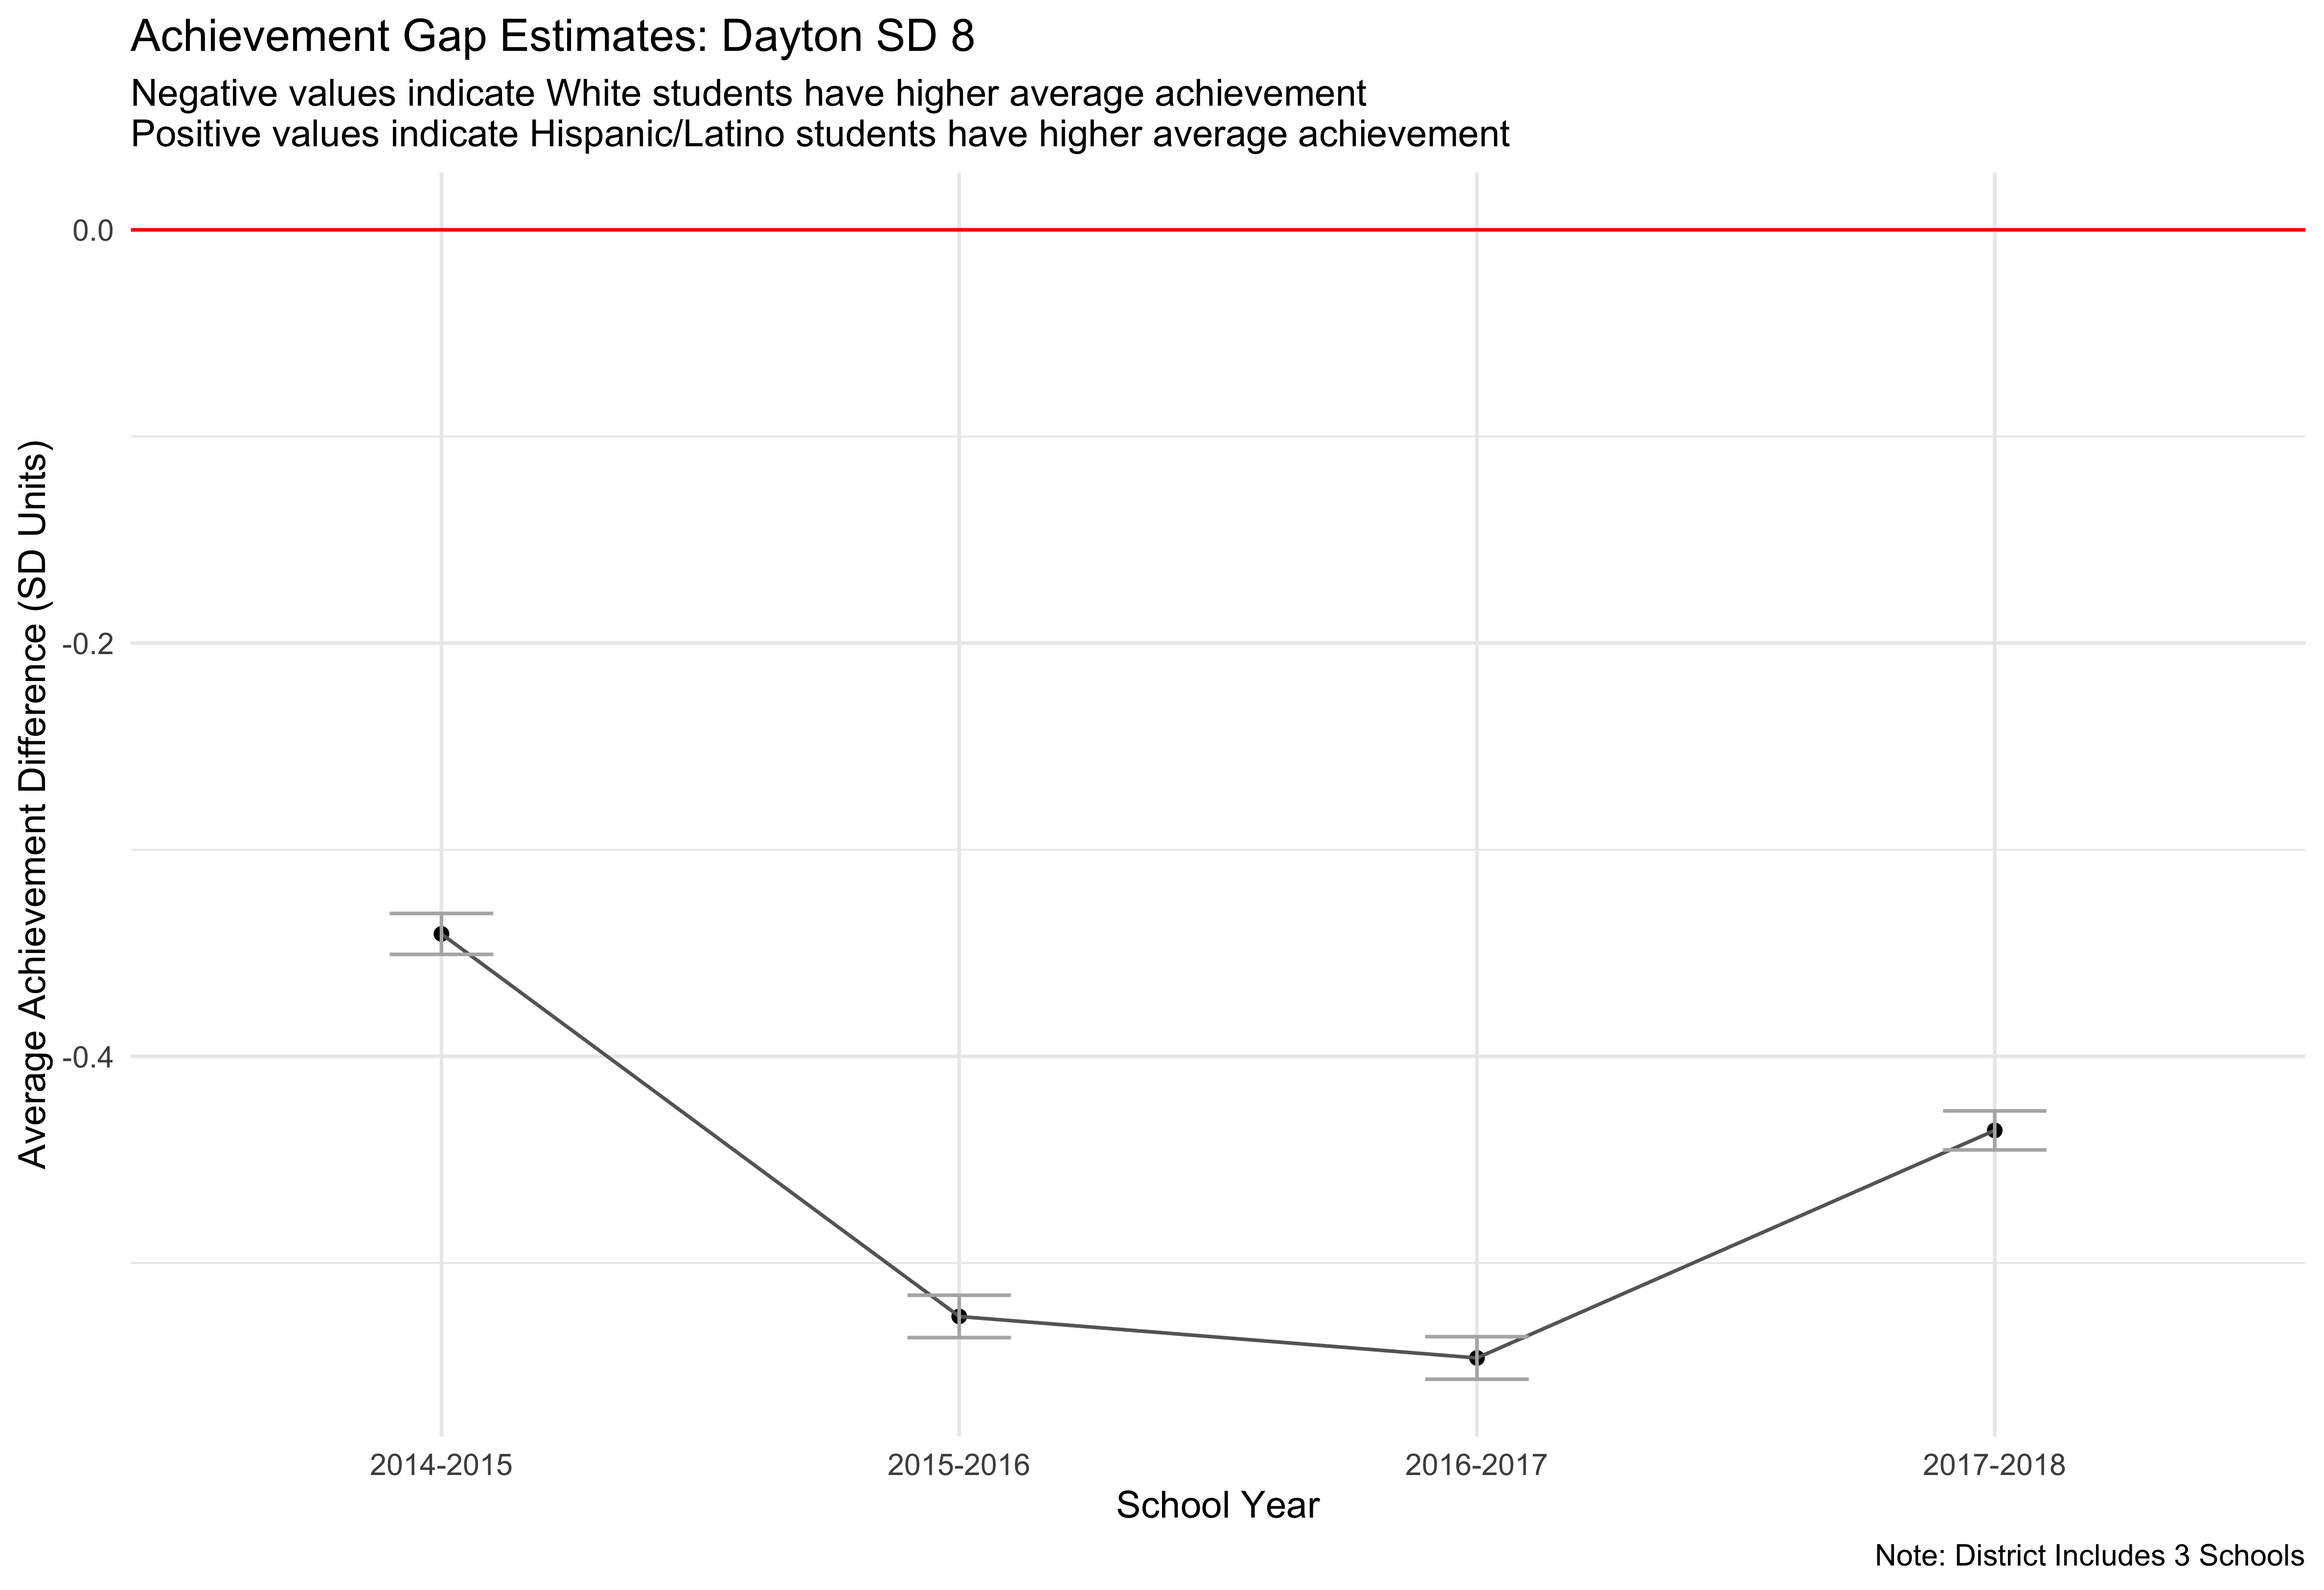 Achievement Gap Estimates: Dayton SD 8
Negative values indicate White students have higher average achievement
Positive values indicate Hispanic/Latino students have higher average achievement
Average Achievement Difference (SD Units)
0.0
-0.2
-0.4
2014-2015
2015-2016
2016-2017
2017-2018
School Year
Note: District Includes 3 Schools